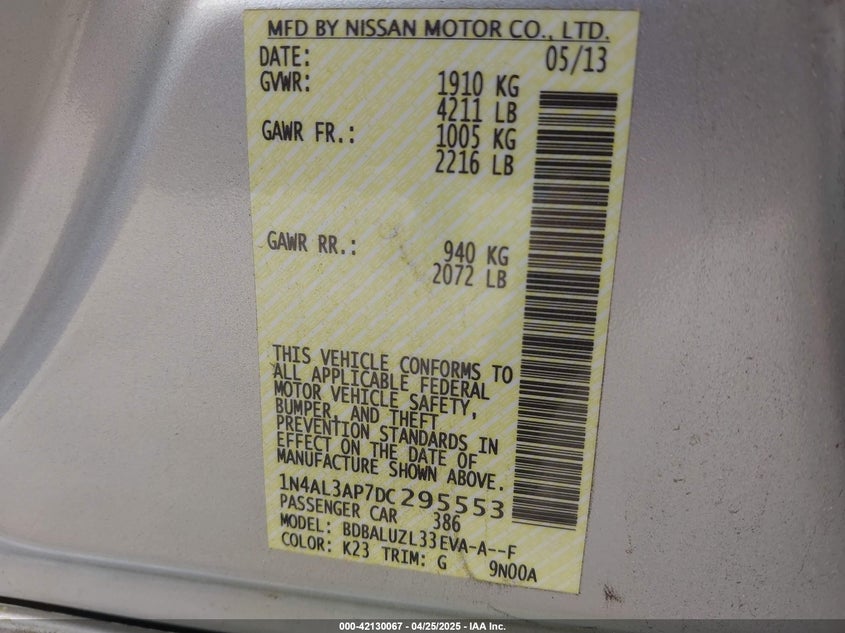 MFD BY NISSAN MOTOR CO., LTD.
DATE: 05/13
GVWR: 1910 KG
4211 LB
GAWR FR.: 1005 KG
2216 LB
GAWR RR.: 940 KG
2072 LB
THIS VEHICLE CONFORMS TO
ALL APPLICABLE FEDERAL
MOTOR VEHICLE SAFETY,
BUMPER, AND THEFT
PREVENTION STANDARDS IN
EFFECT ON THE DATE OF
MANUFACTURE SHOWN ABOVE.
1N4AL3AP7DC295553
PASSENGER CAR 386
MODEL: BDBALUZL33EVA-A--F
COLOR: K23 TRIM: G 9N00A
000-42130067 - 04/25/2025 - IAA Inc.